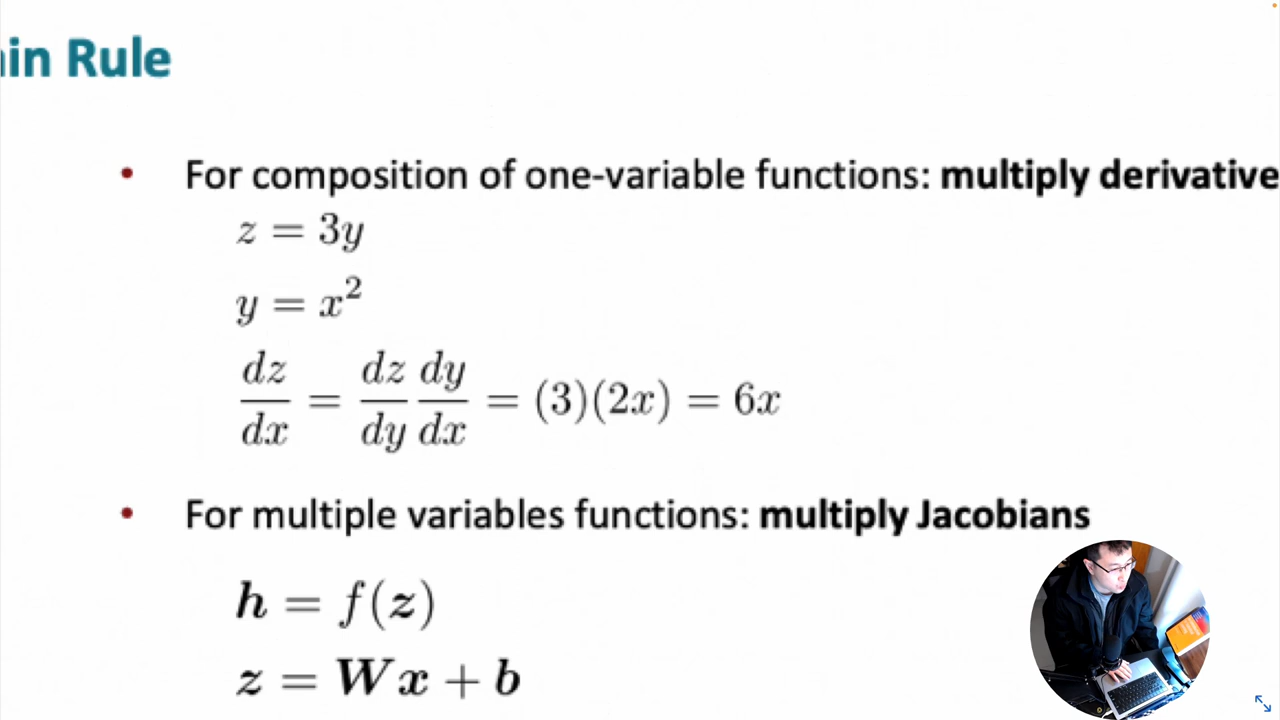 in Rule
• For composition of one-variable functions: multiply derivative
z = 3y
y = x²
dz/dx = dz/dy dy/dx = (3)(2x) = 6x
• For multiple variables functions: multiply Jacobians
h = f(z)
z = Wx + b